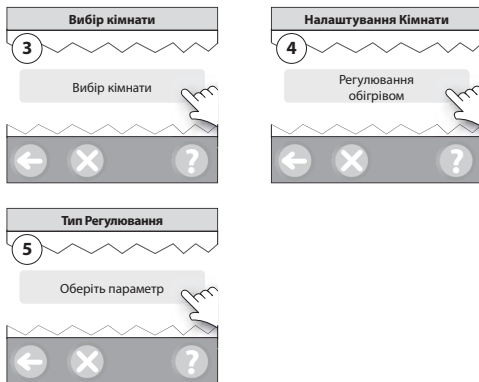 Вибір кімнати
3
Вибір кімнати
?
Налаштування Кімнати
4
Регулювання
обігрівом
?
Тип Регулювання
5
Оберіть параметр
?